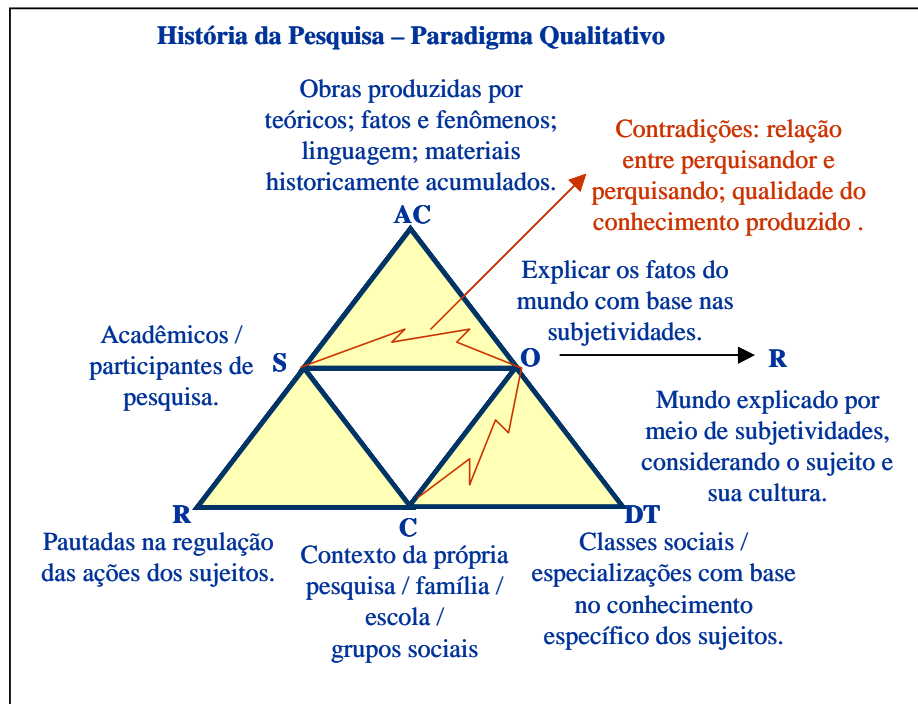 História da Pesquisa – Paradigma Qualitativo
Obras produzidas por
teóricos; fatos e fenômenos;
linguagem; materiais
historicamente acumulados.
Contradições: relação
entre perquisandor e
perquisando; qualidade do
conhecimento produzido .
AC
Explicar os fatos do
mundo com base nas
subjetividades.
Acadêmicos /
participantes de
pesquisa.
S
O
R
Mundo explicado por
meio de subjetividades,
considerando o sujeito e
sua cultura.
R
Pautadas na regulação
das ações dos sujeitos.
C
Contexto da própria
pesquisa / família /
escola /
grupos sociais
DT
Classes sociais /
especializações com base
no conhecimento
específico dos sujeitos.